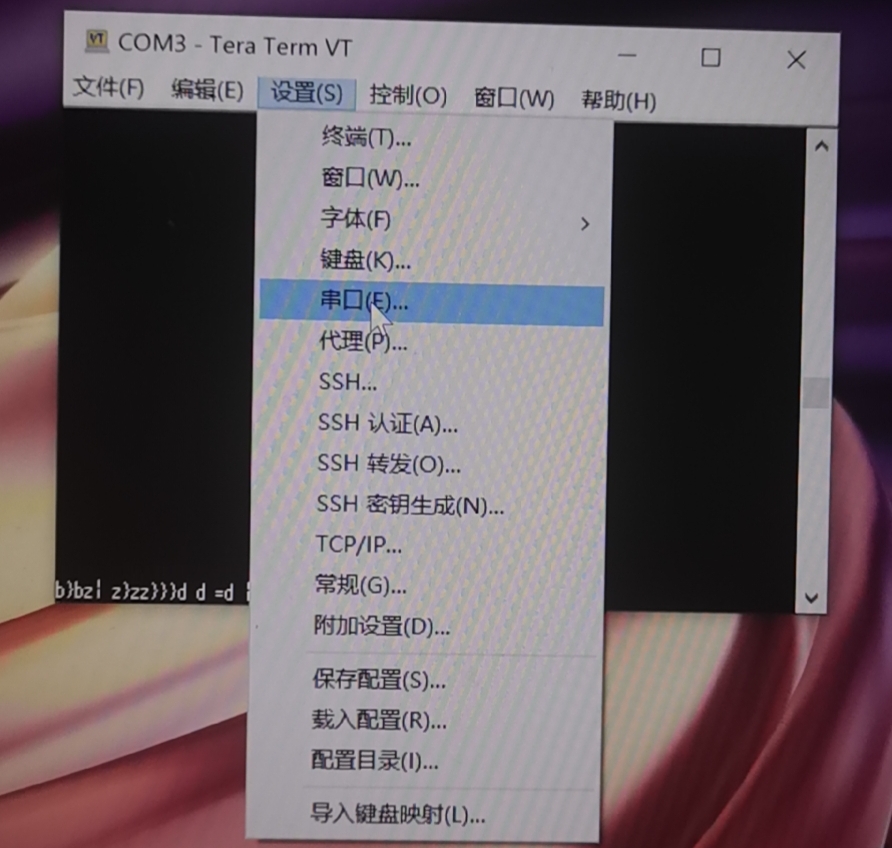 COM3 - Tera Term VT
文件(F) 编辑(E) 设置(S) 控制(O) 窗口(W) 帮助(H)
终端(T)...
窗口(W)...
字体(F)
键盘(K)...
串口(E)...
代理(P)...
SSH...
SSH 认证(A)...
SSH 转发(O)...
SSH 密钥生成(N)...
TCP/IP...
常规(G)...
附加设置(D)...
b}bz| z}zz}}}d d =d
保存配置(S)...
载入配置(R)...
配置目录(I)...
导入键盘映射(L)...